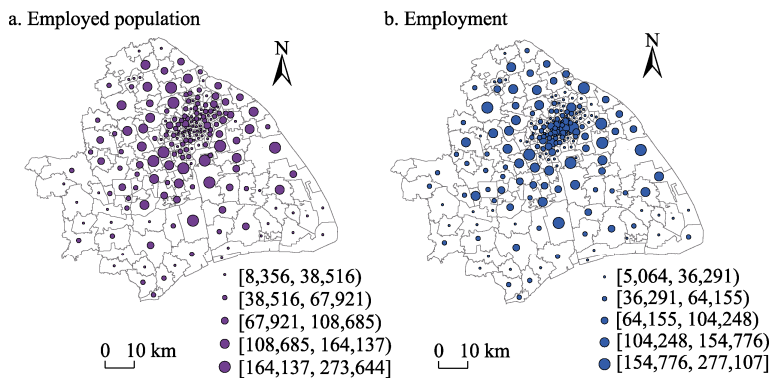 a. Employed population
N
[8,356, 38,516)
[38,516, 67,921)
[67,921, 108,685)
[108,685, 164,137)
[164,137, 273,644]
0 10 km
b. Employment
N
[5,064, 36,291)
[36,291, 64,155)
[64,155, 104,248)
[104,248, 154,776)
[154,776, 277,107]
0 10 km